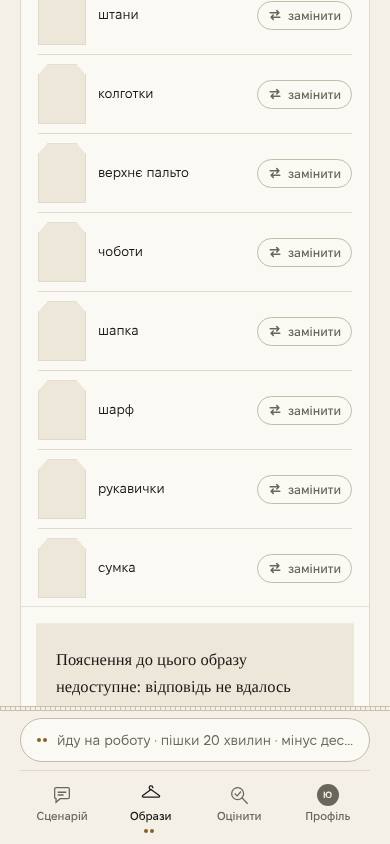 штани
замінити
колготки
замінити
верхнє пальто
замінити
чоботи
замінити
шапка
замінити
шарф
замінити
рукавички
замінити
сумка
замінити
Пояснення до цього образу
недоступне: відповідь не вдалось
йду на роботу · пішки 20 хвилин · мінус дес...
Ю
Сценарій
Образи
Оцінити
Профіль